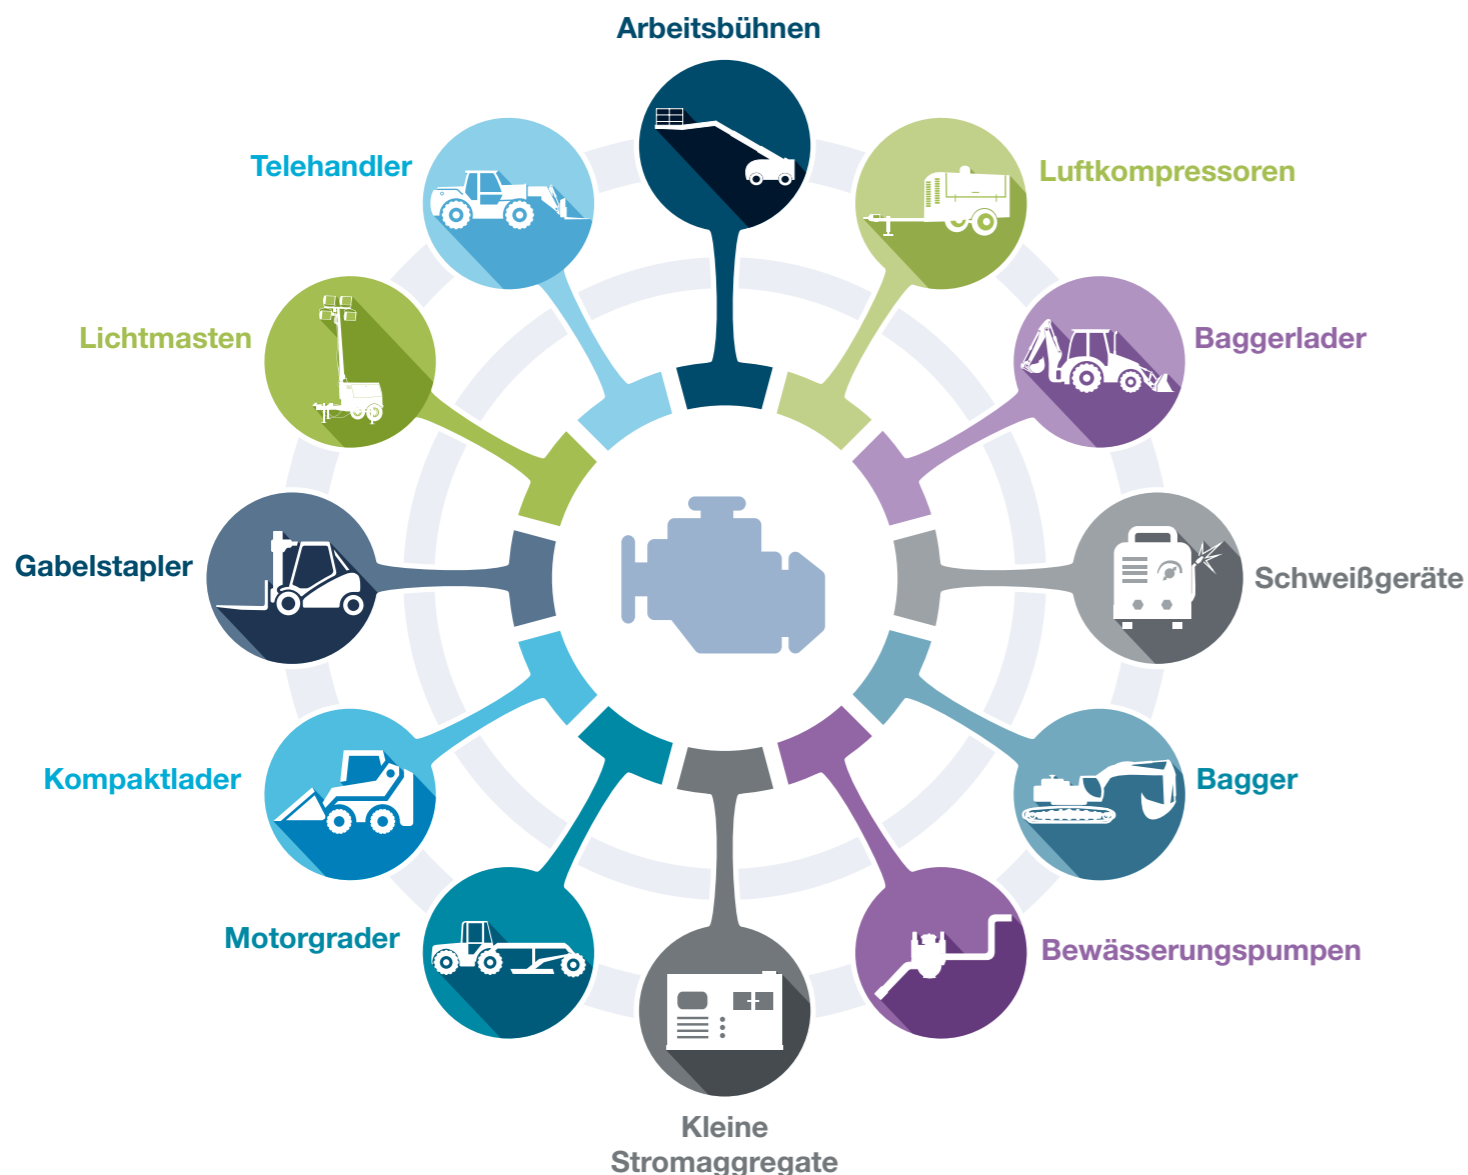 Arbeitsbühnen
Telehandler
Luftkompressoren
Lichtmasten
Baggerlader
Gabelstapler
Schweißgeräte
Kompaktlader
Bagger
Motorgrader
Bewässerungspumpen
Kleine
Stromaggregate